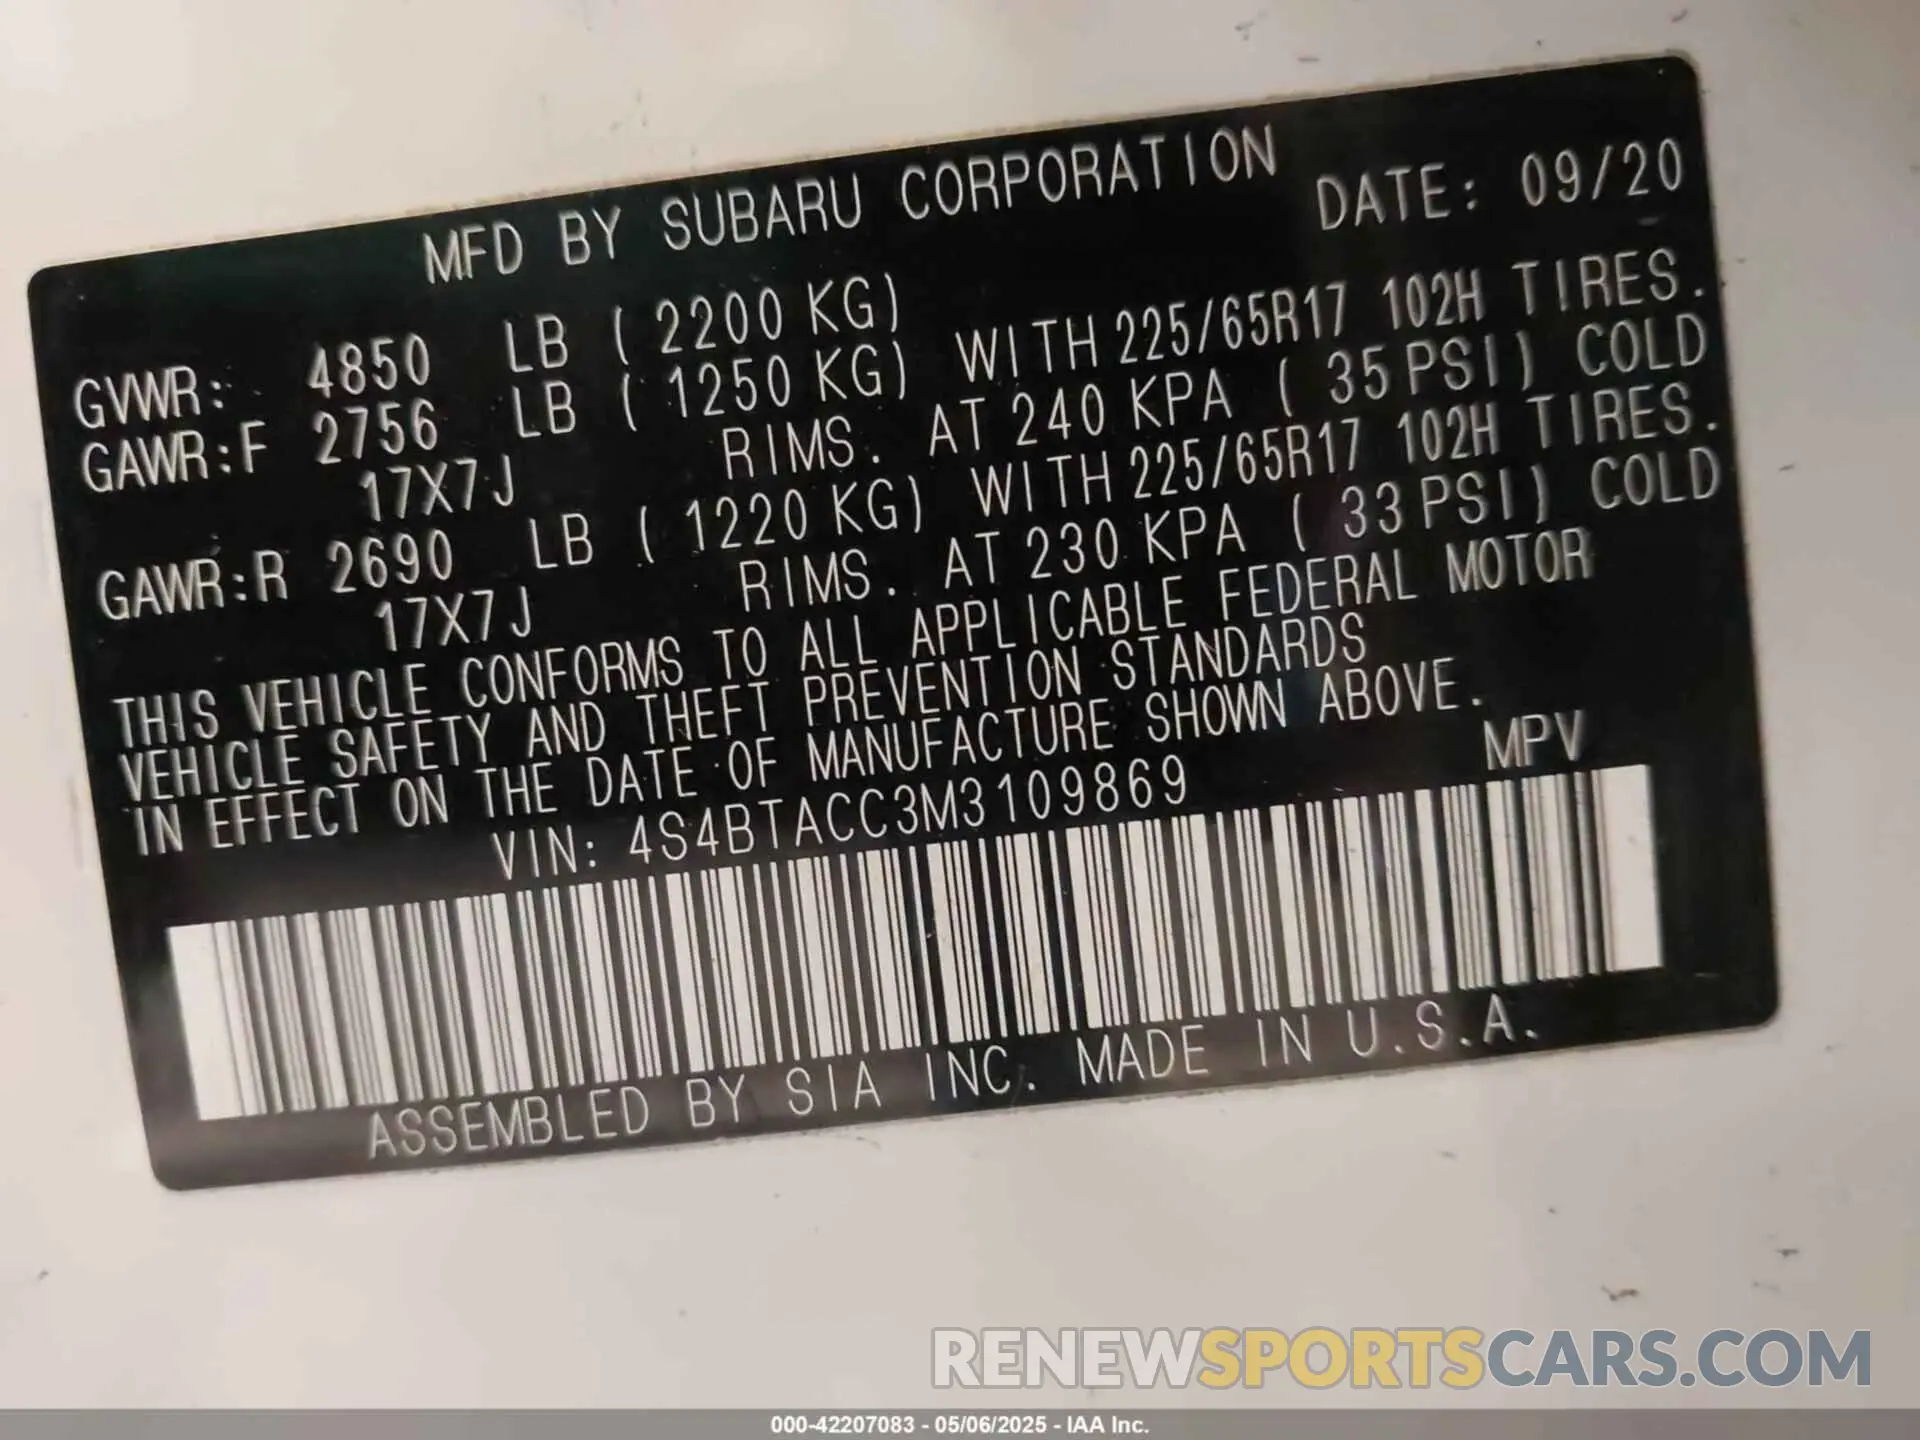 MFD BY SUBARU CORPORATION DATE: 09/20
GVWR: 4850 LB ( 2200 KG)
GAWR:F 2756 LB ( 1250 KG) WITH 225/65R17 102H TIRES.
17X7J RIMS. AT 240 KPA ( 35 PSI) COLD
GAWR:R 2690 LB ( 1220 KG) WITH 225/65R17 102H TIRES.
17X7J RIMS. AT 230 KPA ( 33 PSI) COLD
THIS VEHICLE CONFORMS TO ALL APPLICABLE FEDERAL MOTOR
VEHICLE SAFETY AND THEFT PREVENTION STANDARDS
IN EFFECT ON THE DATE OF MANUFACTURE SHOWN ABOVE.
VIN: 4S4BTACC3M3109869 MPV
ASSEMBLED BY SIA INC. MADE IN U.S.A.
RENEWSPORTSCARS.COM
000-42207083 - 05/06/2025 - IAA Inc.